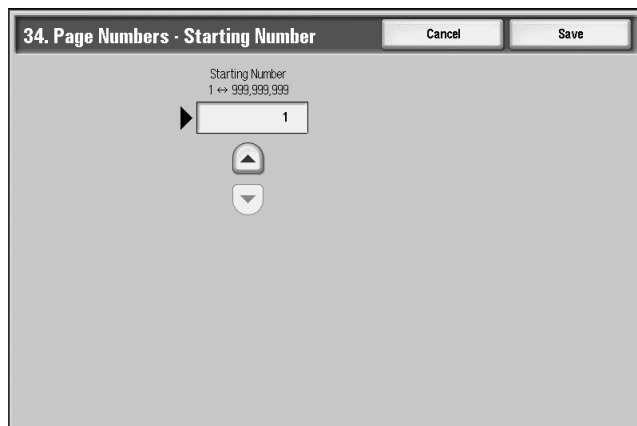 34. Page Numbers - Starting Number
Cancel
Save
Starting Number
1 ↔ 999,999,999
1